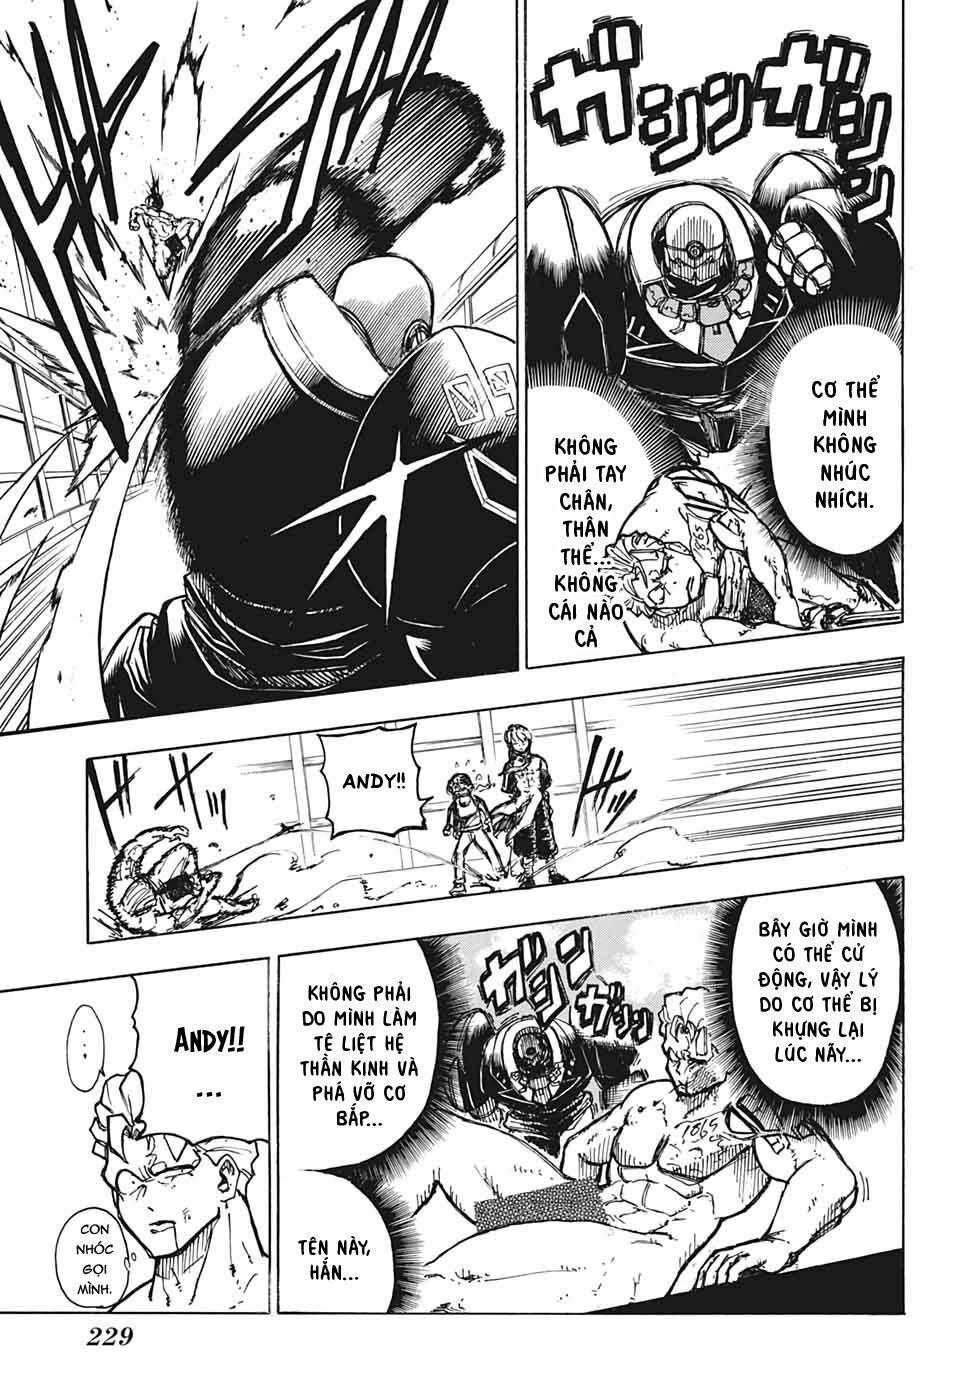 ガシンガシン
CƠ THỂ
MÌNH
KHÔNG
NHÚC
NHÍCH.
KHÔNG
PHẢI TAY
CHÂN,
THÂN
THỂ...
KHÔNG
CÁI NÀO
CẢ
1865
ANDY!!
BÂY GIỜ MÌNH
CÓ THỂ CỬ
ĐỘNG, VẬY LÝ
DO CƠ THỂ BỊ
KHỰNG LẠI
LÚC NÃY...
ガシン
ガシン
1865
KHÔNG PHẢI
DO MÌNH LÀM
TÊ LIỆT HỆ
THẦN KINH VÀ
PHÁ VỠ CƠ
BẮP...
TÊN NÀY,
HẮN...
ANDY!!
...
...
CON
NHÓC
GỌI
MÌNH.
229